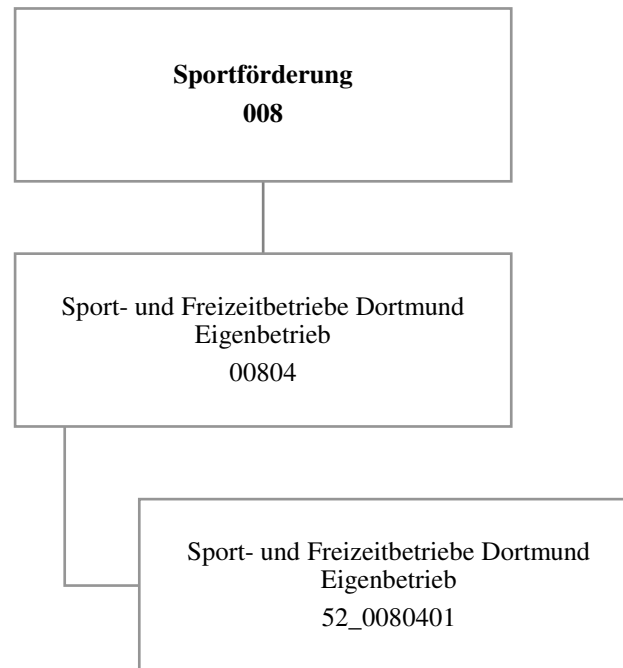 Sportförderung
008
Sport- und Freizeitbetriebe Dortmund
Eigenbetrieb
00804
Sport- und Freizeitbetriebe Dortmund
Eigenbetrieb
52_0080401